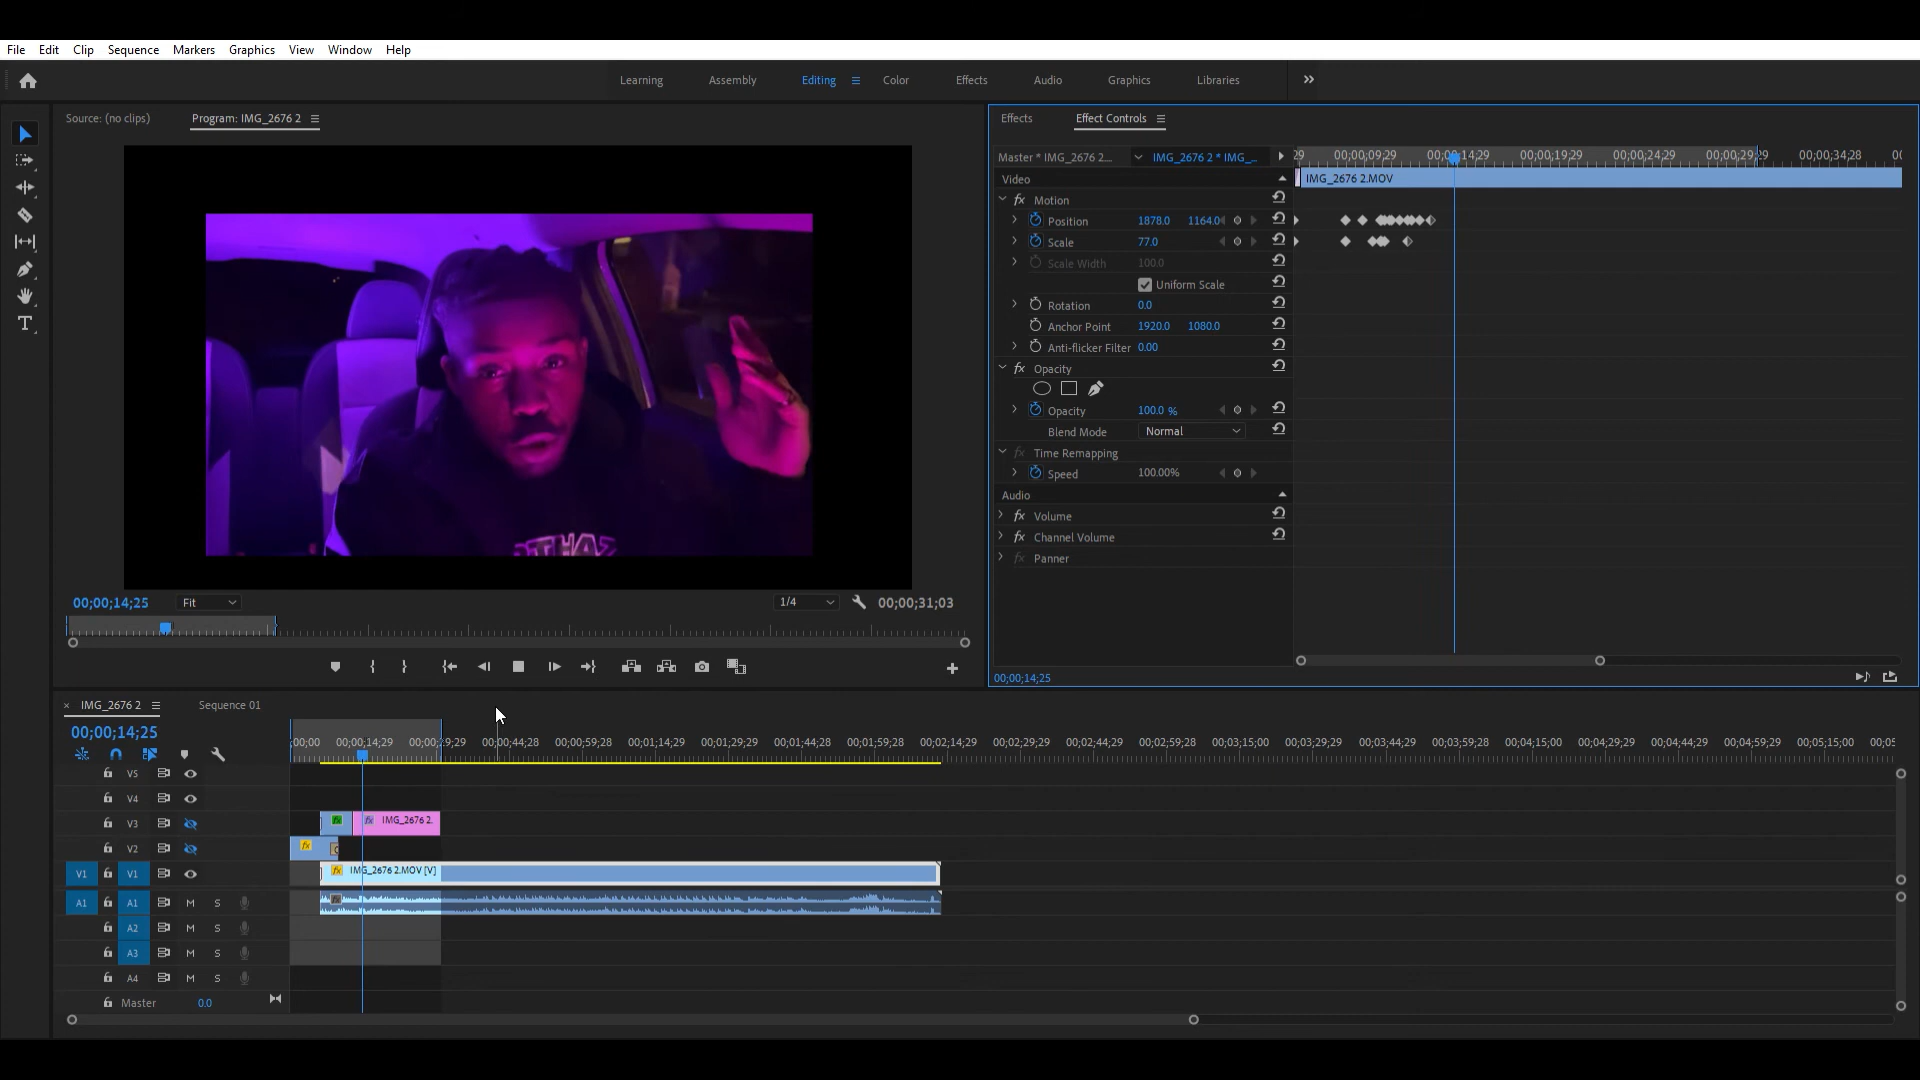 File Edit Clip Sequence Markers Graphics View Window Help
Learning Assembly Editing Color Effects Audio Graphics Libraries
Source: (no clips) Program: IMG_2676 2
Effects Effect Controls
Master * IMG_2676 2... IMG_2676 2 * IMG_...
00;00;09;29 00;00;14;29 00;00;19;29 00;00;24;29 00;00;29;29 00;00;34;28
Video
IMG_2676 2.MOV
fx Motion
Position 1878.0 1164.0
Scale 77.0
Scale Width 100.0
Uniform Scale
Rotation 0.0
Anchor Point 1920.0 1080.0
Anti-flicker Filter 0.00
fx Opacity
Opacity 100.0 %
Blend Mode Normal
fx Time Remapping
Speed 100.00%
Audio
fx Volume
fx Channel Volume
fx Panner
00;00;14;25
00;00;14;25 Fit 1/4 00;00;31;03
IMG_2676 2 Sequence 01
00;00;14;25
;00;00 00;00;14;29 00;00;29;29 00;00;44;28 00;00;59;28 00;01;14;29 00;01;29;29 00;01;44;28 00;01;59;28 00;02;14;29 00;02;29;29 00;02;44;28 00;02;59;28 00;03;15;00 00;03;29;29 00;03;44;29 00;03;59;28 00;04;15;00 00;04;29;29 00;04;44;29 00;04;59;29 00;05;15;00 00;05
V5
V4
V3 fx fx IMG_2676 2.
V2 fx
V1 V1 fx IMG_2676 2.MOV [V]
A1 A1 M S
A2 M S
A3 M S
A4 M S
Master 0.0